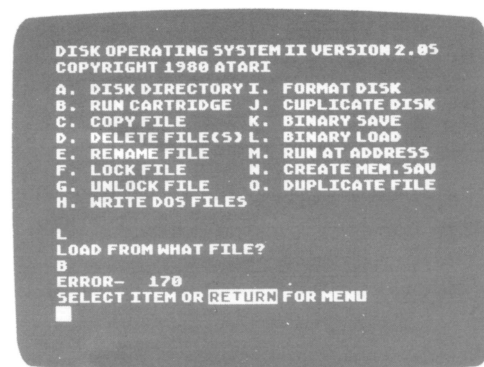 DISK OPERATING SYSTEM II VERSION 2.0S
COPYRIGHT 1980 ATARI
A. DISK DIRECTORY I. FORMAT DISK
B. RUN CARTRIDGE J. CUPLICATE DISK
C. COPY FILE K. BINARY SAVE
D. DELETE FILE(S) L. BINARY LOAD
E. RENAME FILE M. RUN AT ADDRESS
F. LOCK FILE N. CREATE MEM.SAV
G. UNLOCK FILE O. DUPLICATE FILE
H. WRITE DOS FILES
L
LOAD FROM WHAT FILE?
B
ERROR- 170
SELECT ITEM OR RETURN FOR MENU